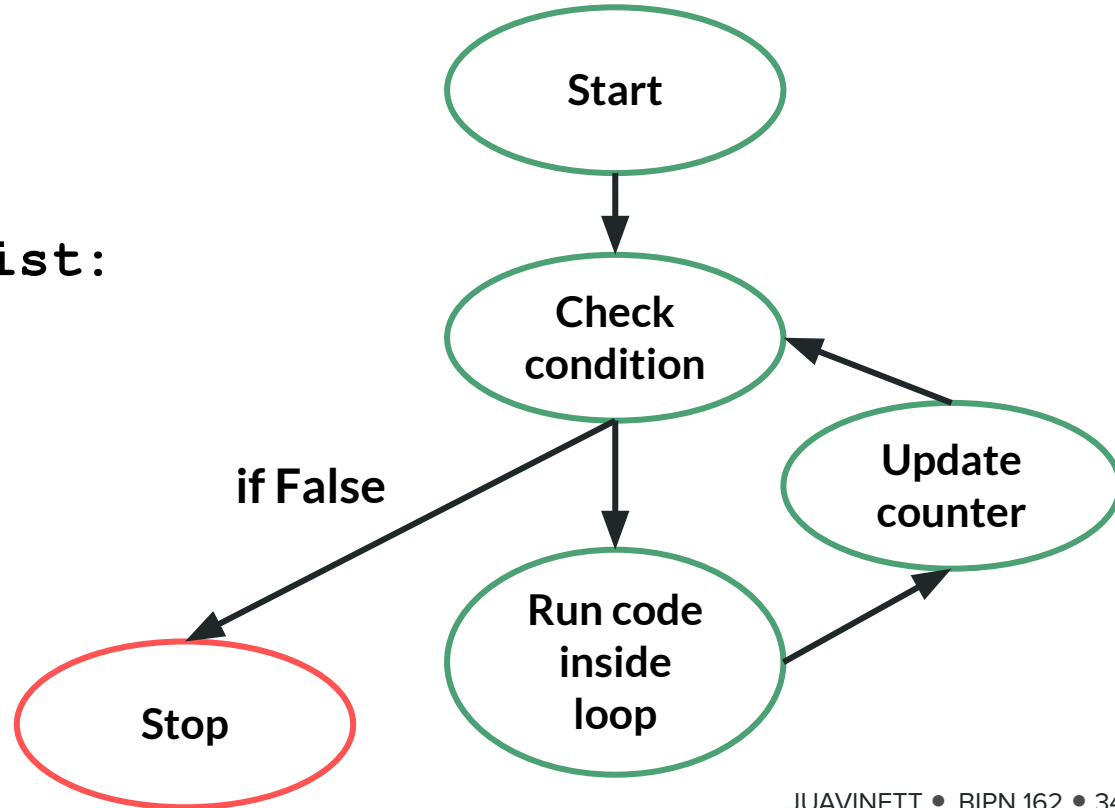 Start
ist:
Check
condition
if False
Update
counter
Run code
inside
loop
Stop
JUAVINETT ● BIPN 162 ● 34